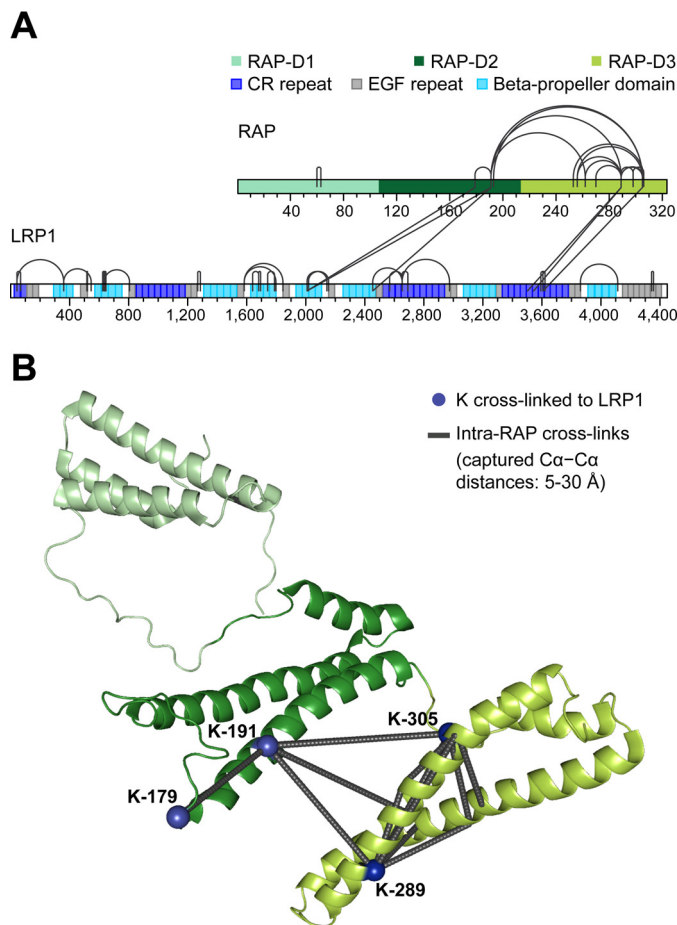 A
RAP-D1 RAP-D2 RAP-D3
CR repeat EGF repeat Beta-propeller domain
RAP
40 80 120 160 200 240 280 320
LRP1
400 800 1,200 1,600 2,000 2,400 2,800 3,200 3,600 4,000 4,400
B
K cross-linked to LRP1
Intra-RAP cross-links
(captured Cα−Cα
distances: 5-30 Å)
K-191
K-305
K-179
K-289